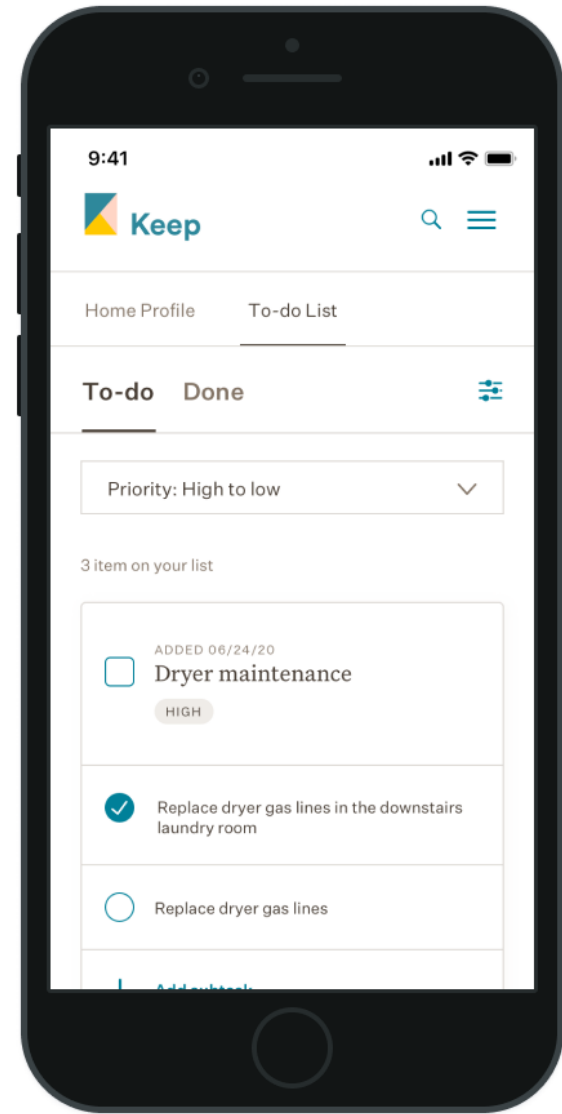 9:41
Keep
Home Profile To-do List
To-do Done
Priority: High to low
3 item on your list
ADDED 06/24/20
Dryer maintenance
HIGH
Replace dryer gas lines in the downstairs
laundry room
Replace dryer gas lines
Add subtask